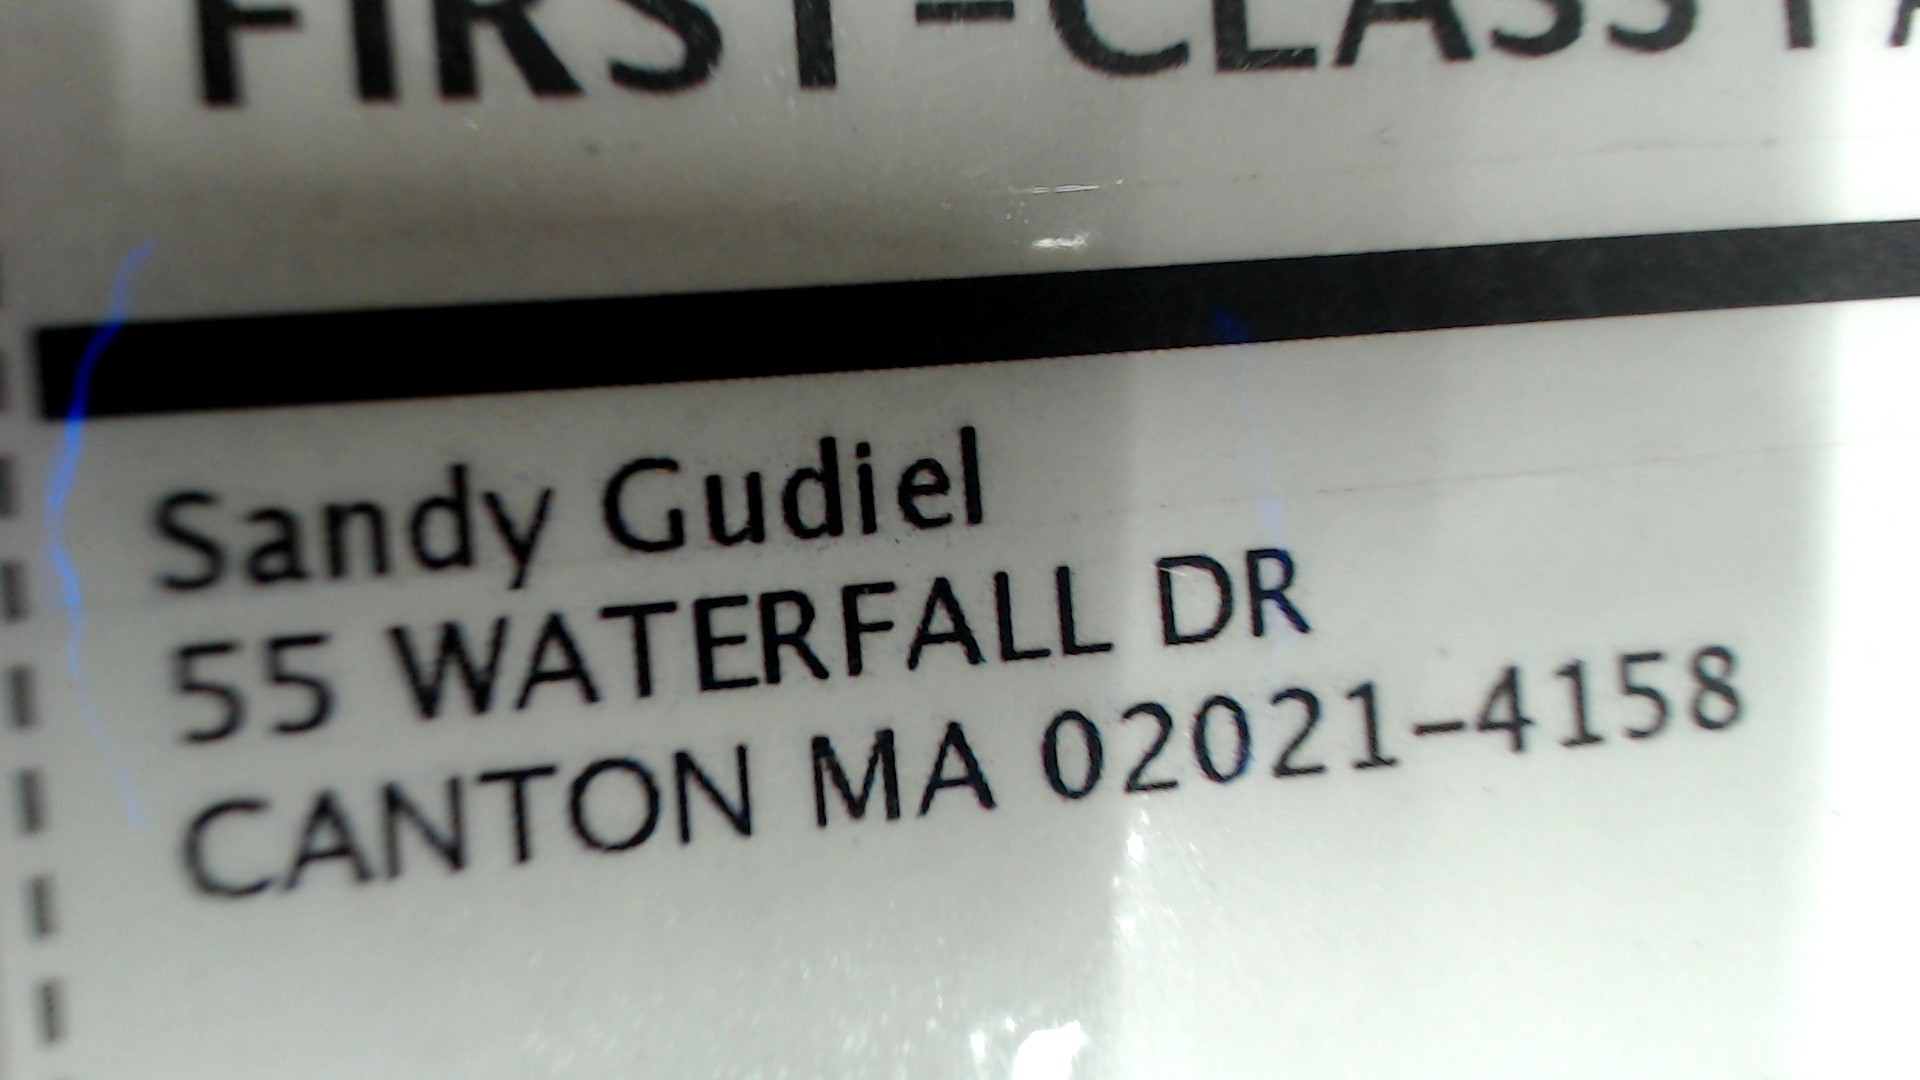 FIRST-CLASS
Sandy Gudiel
55 WATERFALL DR
CANTON MA 02021-4158